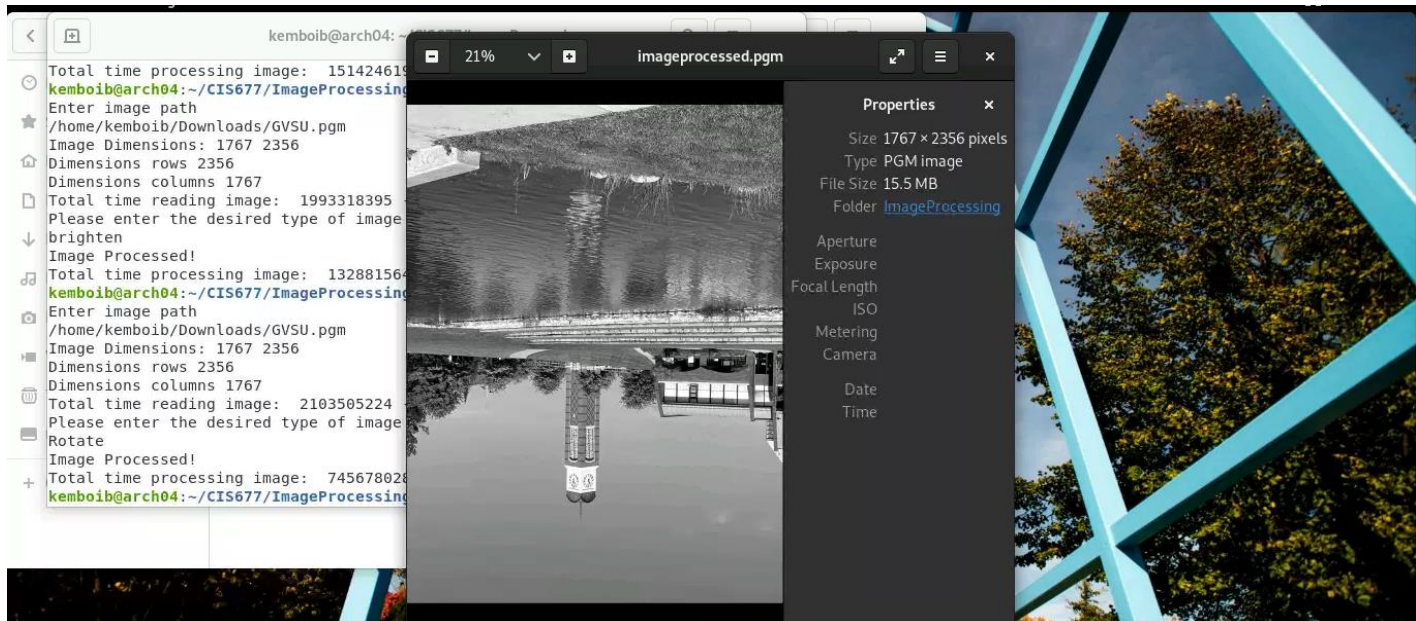 kemboib@arch04: ~
Total time processing image: 151424619
kemboib@arch04:~/CIS677/ImageProcessing
Enter image path
/home/kemboib/Downloads/GVSU.pgm
Image Dimensions: 1767 2356
Dimensions rows 2356
Dimensions columns 1767
Total time reading image: 1993318395
Please enter the desired type of image
brighten
Image Processed!
Total time processing image: 132881564
kemboib@arch04:~/CIS677/ImageProcessing
Enter image path
/home/kemboib/Downloads/GVSU.pgm
Image Dimensions: 1767 2356
Dimensions rows 2356
Dimensions columns 1767
Total time reading image: 2103505224
Please enter the desired type of image
Rotate
Image Processed!
Total time processing image: 745678028
kemboib@arch04:~/CIS677/ImageProcessing
21%
imageprocessed.pgm
Properties
Size 1767 × 2356 pixels
Type PGM image
File Size 15.5 MB
Folder ImageProcessing
Aperture
Exposure
Focal Length
ISO
Metering
Camera
Date
Time